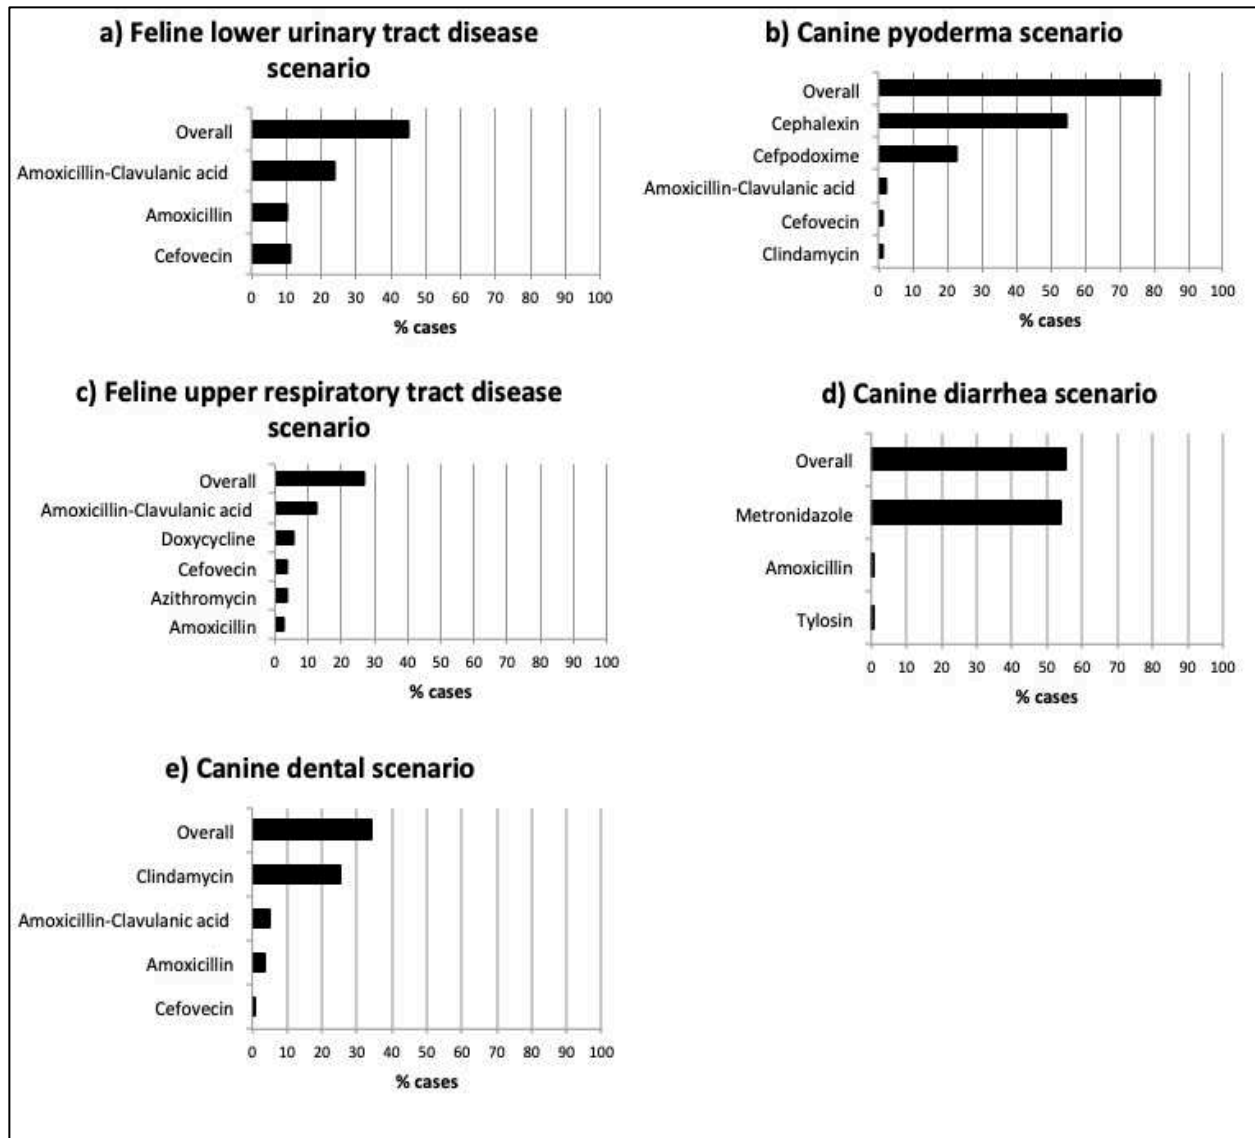 a) Feline lower urinary tract disease
scenario
Overall
Amoxicillin-Clavulanic acid
Amoxicillin
Cefovecin
0 10 20 30 40 50 60 70 80 90 100
% cases
b) Canine pyoderma scenario
Overall
Cephalexin
Cefpodoxime
Amoxicillin-Clavulanic acid
Cefovecin
Clindamycin
0 10 20 30 40 50 60 70 80 90 100
% cases
c) Feline upper respiratory tract disease
scenario
Overall
Amoxicillin-Clavulanic acid
Doxycycline
Cefovecin
Azithromycin
Amoxicillin
0 10 20 30 40 50 60 70 80 90 100
% cases
d) Canine diarrhea scenario
Overall
Metronidazole
Amoxicillin
Tylosin
0 10 20 30 40 50 60 70 80 90 100
% cases
e) Canine dental scenario
Overall
Clindamycin
Amoxicillin-Clavulanic acid
Amoxicillin
Cefovecin
0 10 20 30 40 50 60 70 80 90 100
% cases